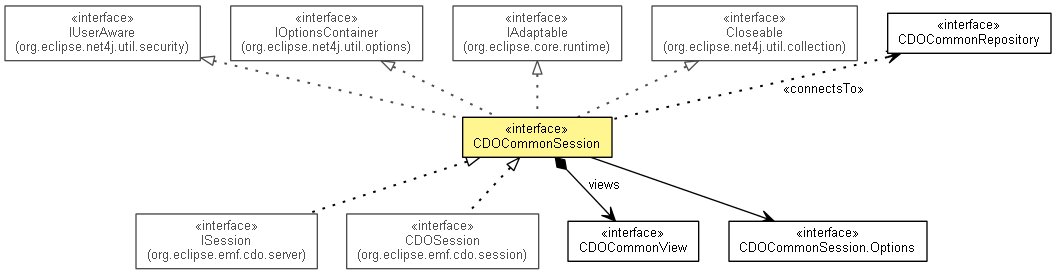 «interface»
IUserAware
(org.eclipse.net4j.util.security)
«interface»
IOptionsContainer
(org.eclipse.net4j.util.options)
«interface»
IAdaptable
(org.eclipse.core.runtime)
«interface»
Closeable
(org.eclipse.net4j.util.collection)
«interface»
CDOCommonRepository
«connectsTo»
«interface»
CDOCommonSession
views
«interface»
ISession
(org.eclipse.emf.cdo.server)
«interface»
CDOSession
(org.eclipse.emf.cdo.session)
«interface»
CDOCommonView
«interface»
CDOCommonSession.Options